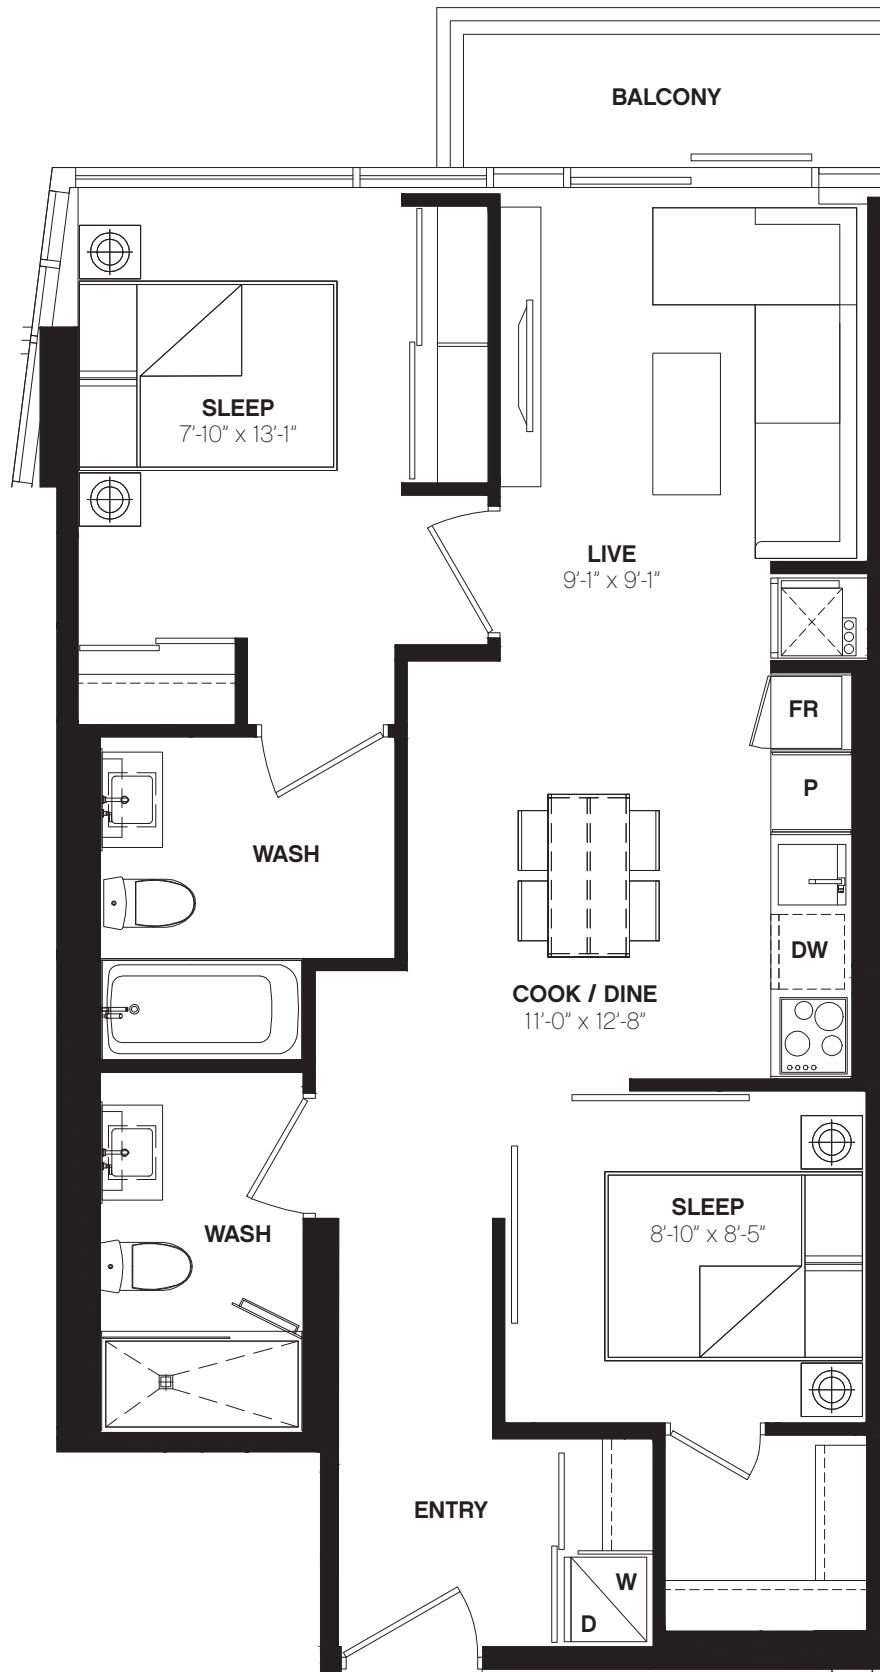 BALCONY
SLEEP
7'-10" x 13'-1"
LIVE
9'-1" x 9'-1"
FR
P
WASH
DW
COOK / DINE
11'-0" x 12'-8"
SLEEP
8'-10" x 8'-5"
WASH
ENTRY
W
D